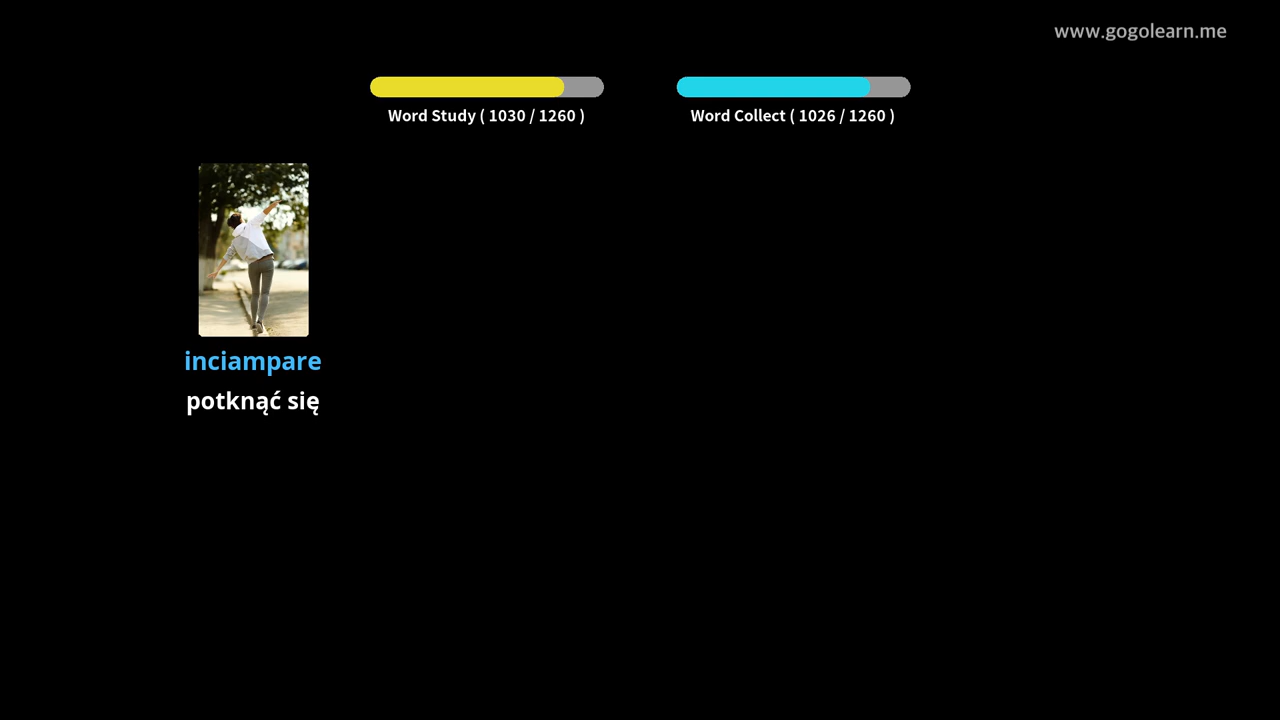 www.gogolearn.me
Word Study ( 1030 / 1260 )
Word Collect ( 1026 / 1260 )
inciampare
potknąć się